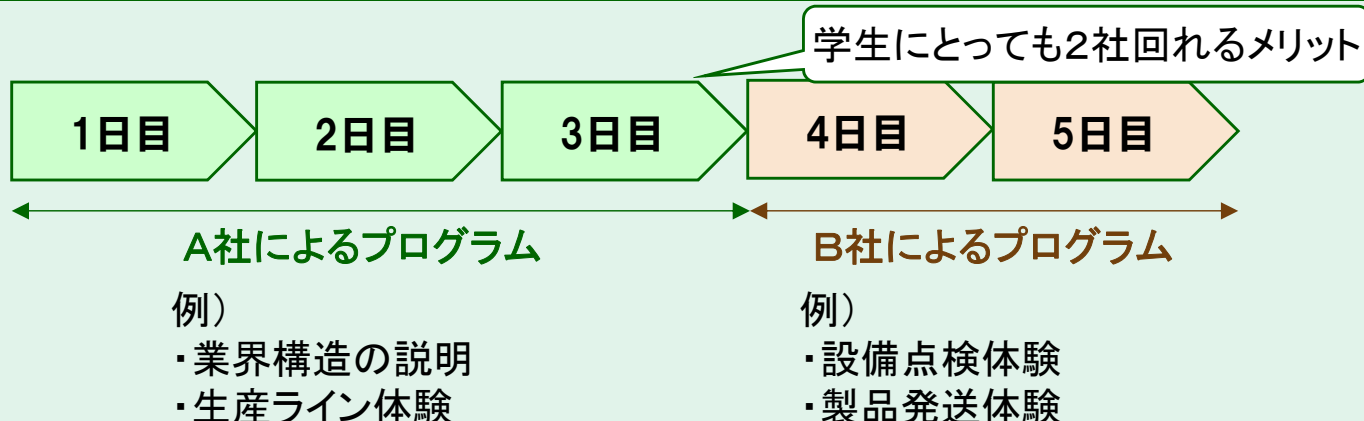 学生にとっても2社回れるメリット
1日目
2日目
3日目
4日目
5日目
A社によるプログラム
B社によるプログラム
例）
・業界構造の説明
・生産ライン体験
例）
・設備点検体験
・製品発送体験